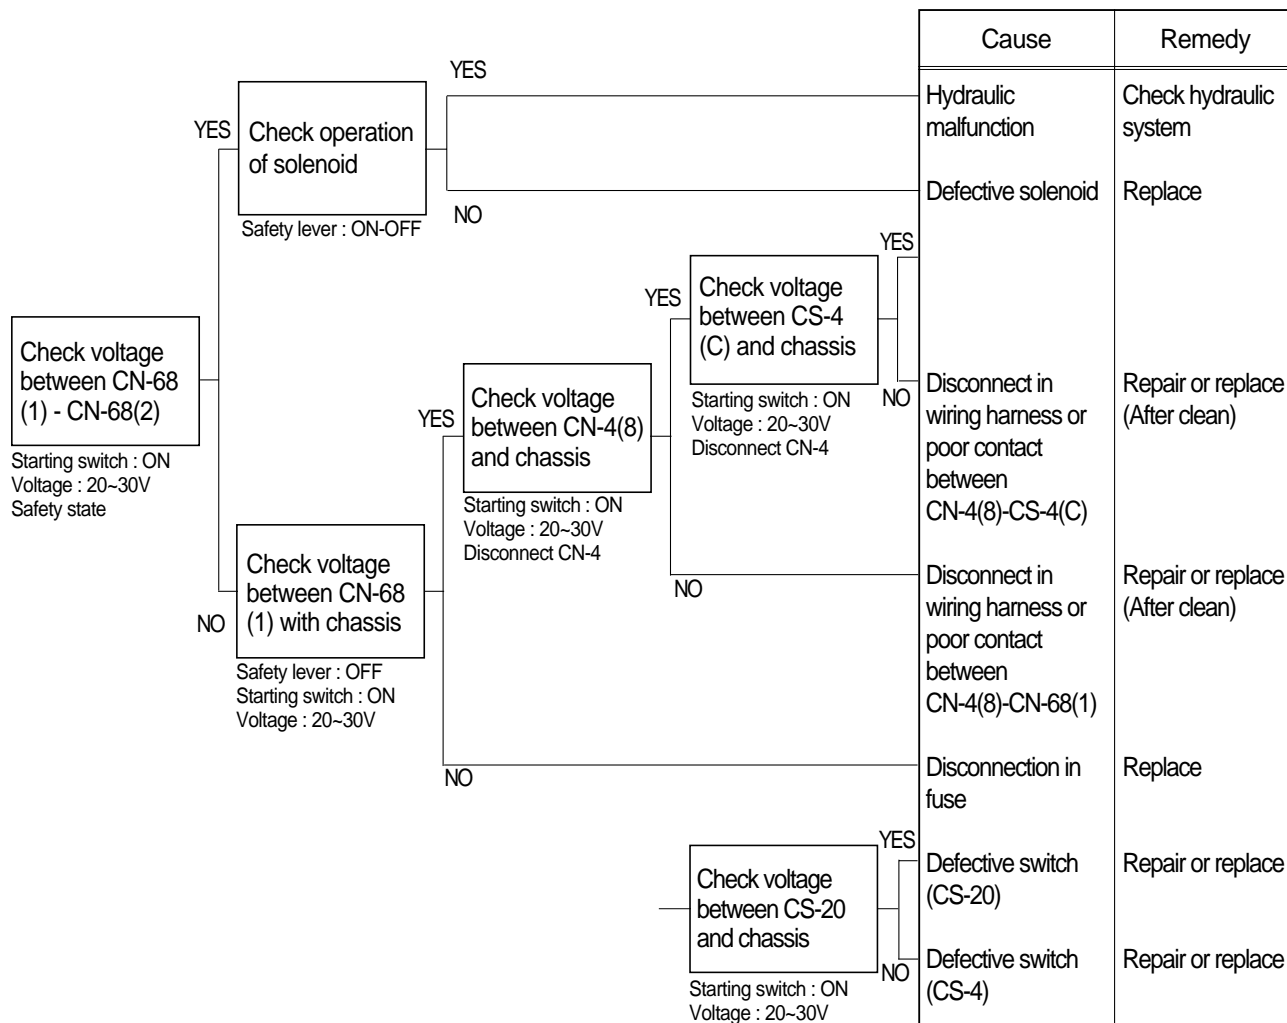 Cause
Remedy
YES
Hydraulic
malfunction
Check hydraulic
system
YES
Check operation
of solenoid
NO
Defective solenoid
Replace
Safety lever : ON-OFF
YES
YES
Check voltage
between CS-4
(C) and chassis
Check voltage
between CN-68
(1) - CN-68(2)
NO
Disconnect in
wiring harness or
poor contact
between
CN-4(8)-CS-4(C)
Repair or replace
(After clean)
Starting switch : ON
Voltage : 20~30V
Disconnect CN-4
YES
Check voltage
between CN-4(8)
and chassis
Starting switch : ON
Voltage : 20~30V
Safety state
Starting switch : ON
Voltage : 20~30V
Disconnect CN-4
NO
Disconnect in
wiring harness or
poor contact
between
CN-4(8)-CN-68(1)
Repair or replace
(After clean)
NO
Check voltage
between CN-68
(1) with chassis
Safety lever : OFF
Starting switch : ON
Voltage : 20~30V
NO
Disconnection in
fuse
Replace
YES
Defective switch
(CS-20)
Repair or replace
Check voltage
between CS-20
and chassis
NO
Defective switch
(CS-4)
Repair or replace
Starting switch : ON
Voltage : 20~30V